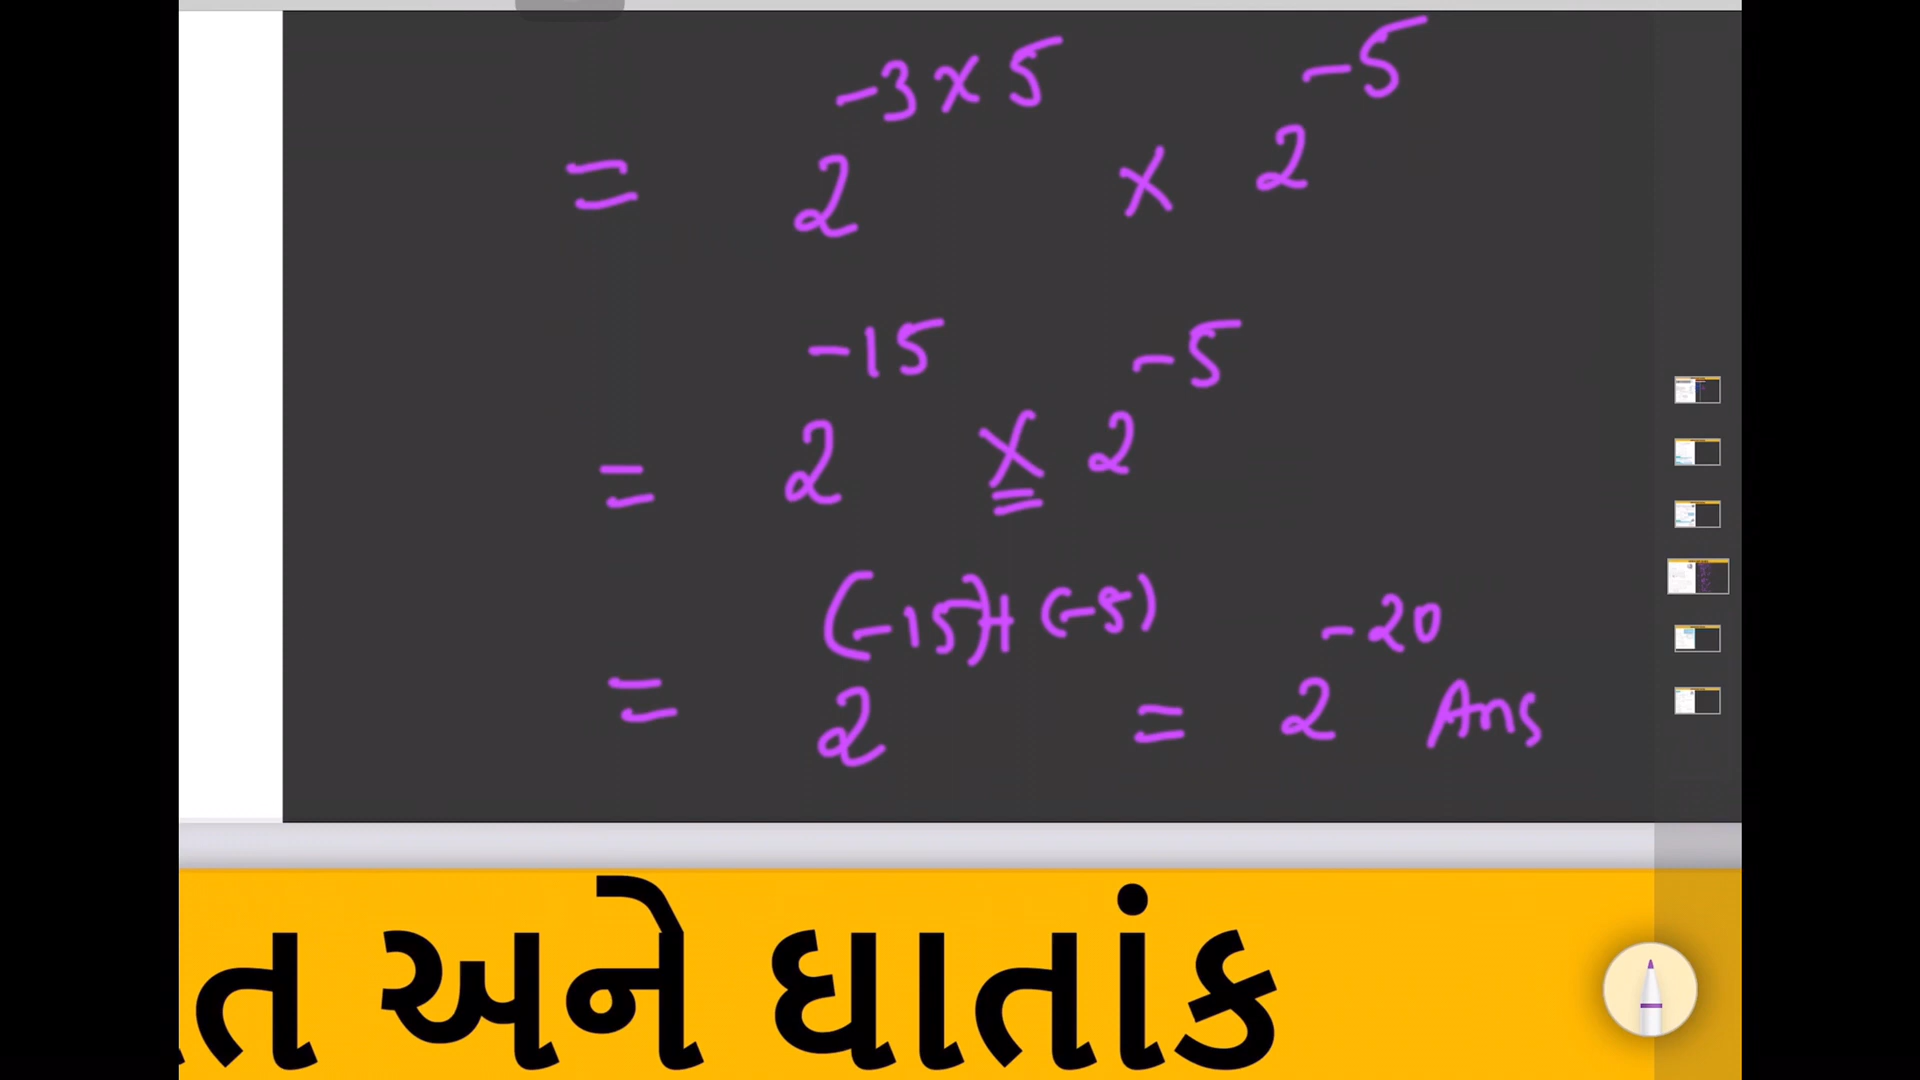 = 2^{-3×5} × 2^{-5}
= 2^{-15} × 2^{-5}
= 2^{(-15)+(-5)} = 2^{-20} Ans
ત અને ઘાતાંક